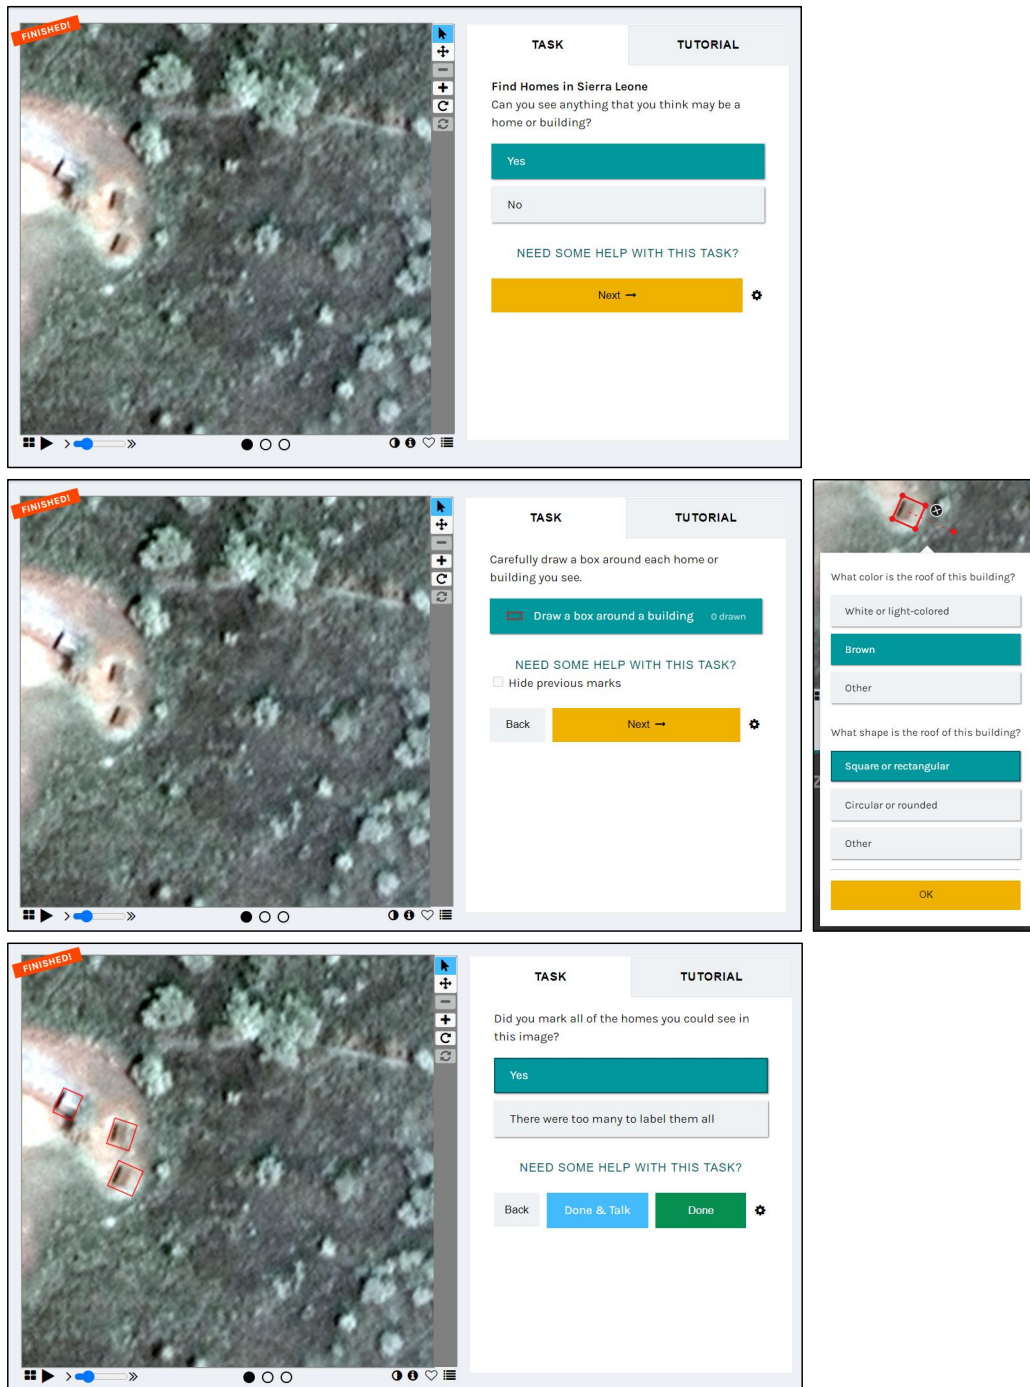 FINISHED!
TASK
TUTORIAL
Find Homes in Sierra Leone
Can you see anything that you think may be a
home or building?
Yes
No
NEED SOME HELP WITH THIS TASK?
Next →
FINISHED!
TASK
TUTORIAL
Carefully draw a box around each home or
building you see.
Draw a box around a building 0 drawn
NEED SOME HELP WITH THIS TASK?
Hide previous marks
Back
Next →
What color is the roof of this building?
White or light-colored
Brown
Other
What shape is the roof of this building?
Square or rectangular
Circular or rounded
Other
OK
FINISHED!
TASK
TUTORIAL
Did you mark all of the homes you could see in
this image?
Yes
There were too many to label them all
NEED SOME HELP WITH THIS TASK?
Back
Done & Talk
Done